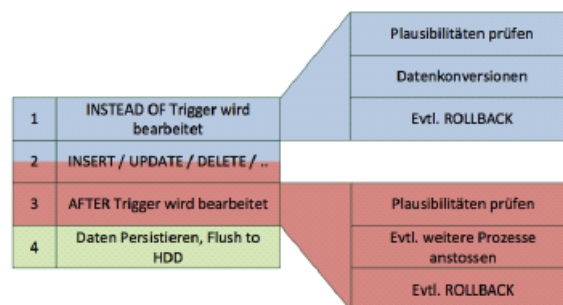 Plausibilitäten prüfen
Datenkonversionen
Evtl. ROLLBACK
1
INSTEAD OF Trigger wird
bearbeitet
2
INSERT / UPDATE / DELETE / ..
3
AFTER Trigger wird bearbeitet
4
Daten Persistieren, Flush to
HDD
Plausibilitäten prüfen
Evtl. weitere Prozesse
anstossen
Evtl. ROLLBACK